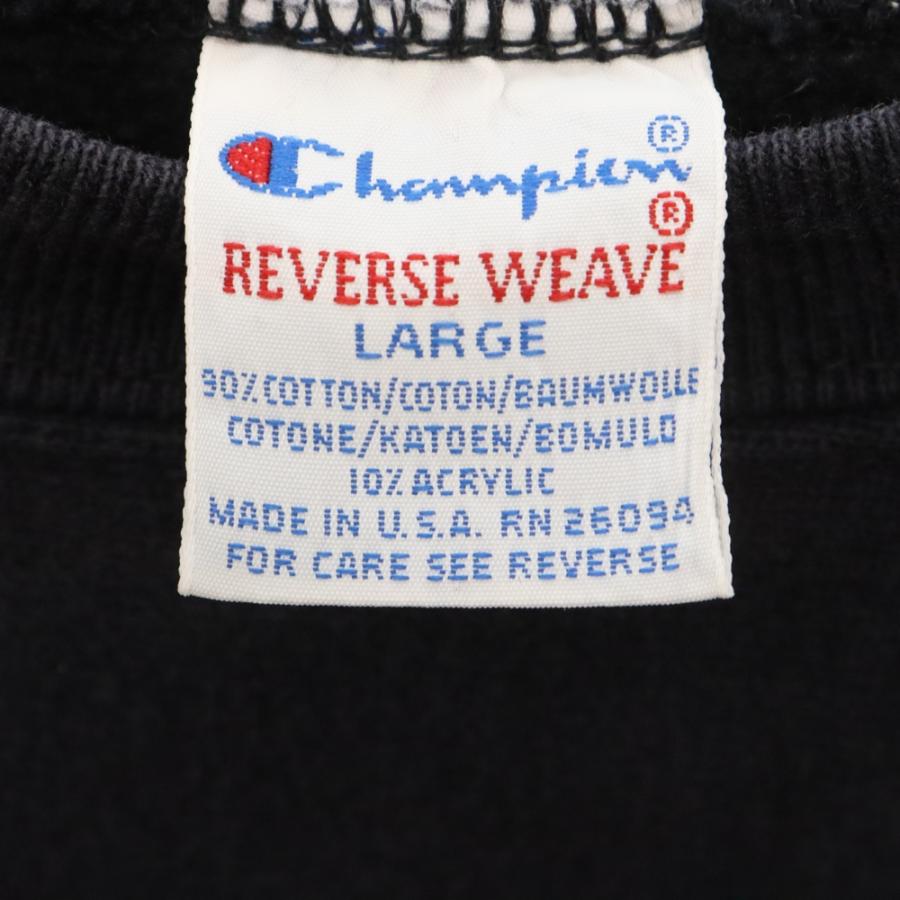 Champion®
REVERSE WEAVE®
LARGE
90% COTTON/COTON/BAUMWOLLE
COTONE/KATOEN/BOMULD
10% ACRYLIC
MADE IN U.S.A. RN 26094
FOR CARE SEE REVERSE